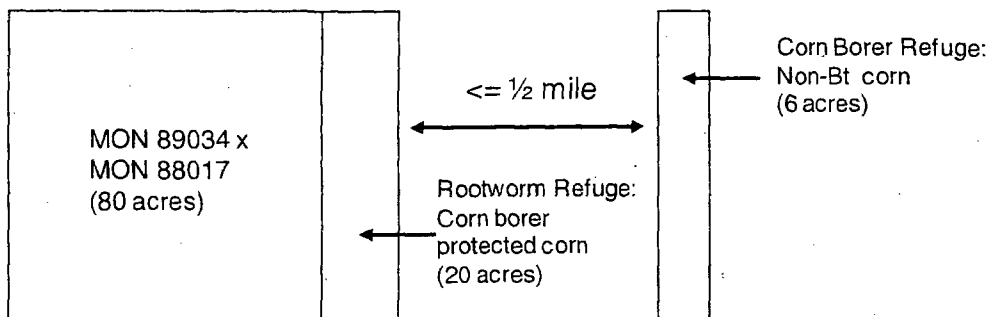 MON 89034 x
MON 88017
(80 acres)
<= ½ mile
Rootworm Refuge:
Corn borer
protected corn
(20 acres)
Corn Borer Refuge:
Non-Bt corn
(6 acres)